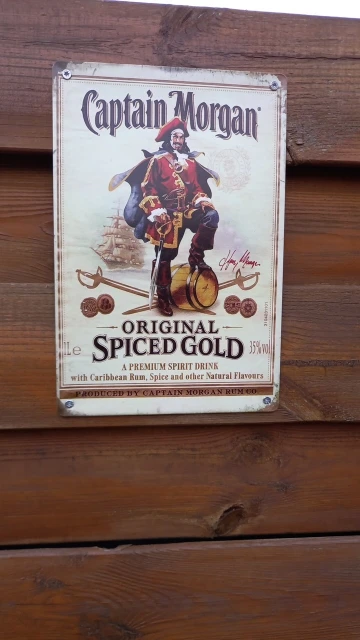 Captain Morgan
ORIGINAL
SPICED GOLD
1Le 35%vol
A PREMIUM SPIRIT DRINK
with Caribbean Rum, Spice and other Natural Flavours
PRODUCED BY CAPTAIN MORGAN RUM CO.